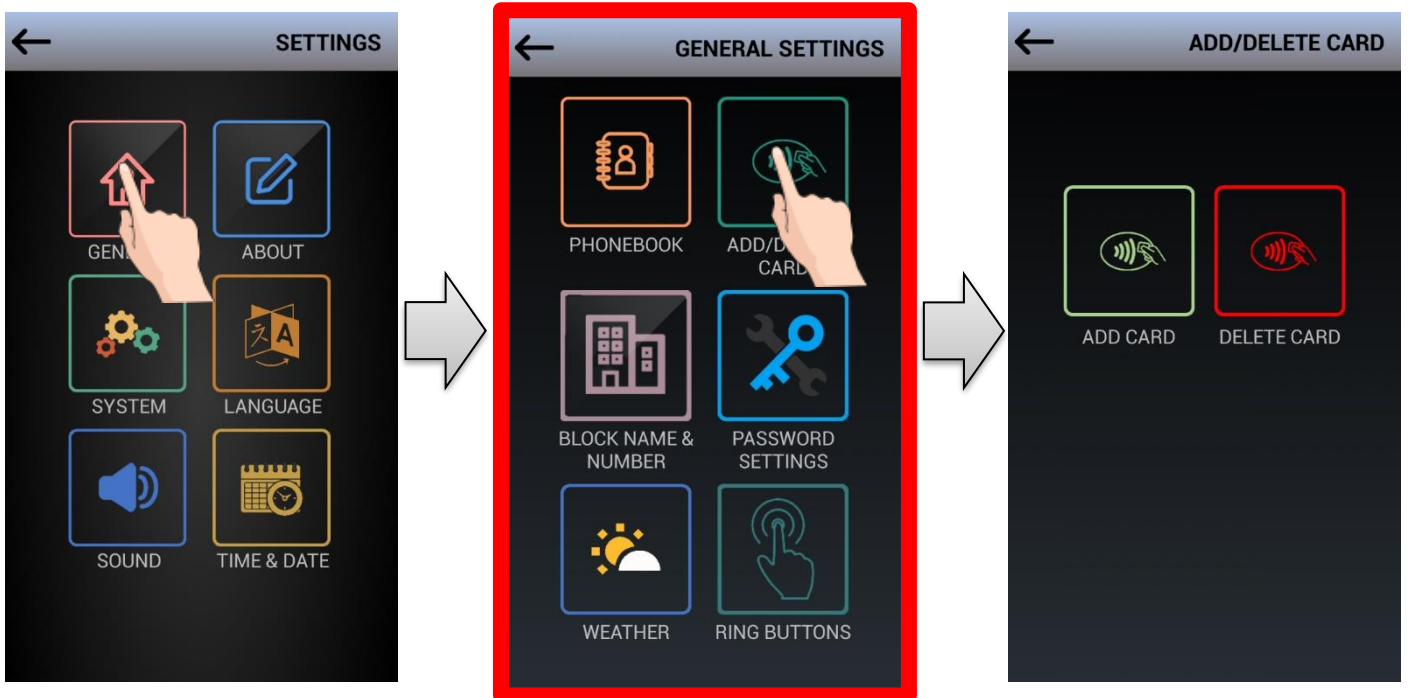 SETTINGS
GEN
ABOUT
SYSTEM
LANGUAGE
SOUND
TIME & DATE
GENERAL SETTINGS
PHONEBOOK
ADD/D
CARD
BLOCK NAME &
NUMBER
PASSWORD
SETTINGS
WEATHER
RING BUTTONS
ADD/DELETE CARD
ADD CARD
DELETE CARD